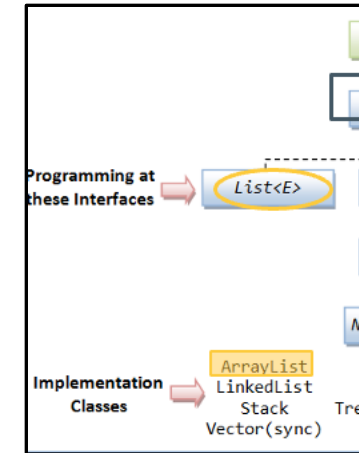 Programming at
these Interfaces
List<E>
ArrayList
LinkedList
Stack
Vector(sync)
Implementation
Classes